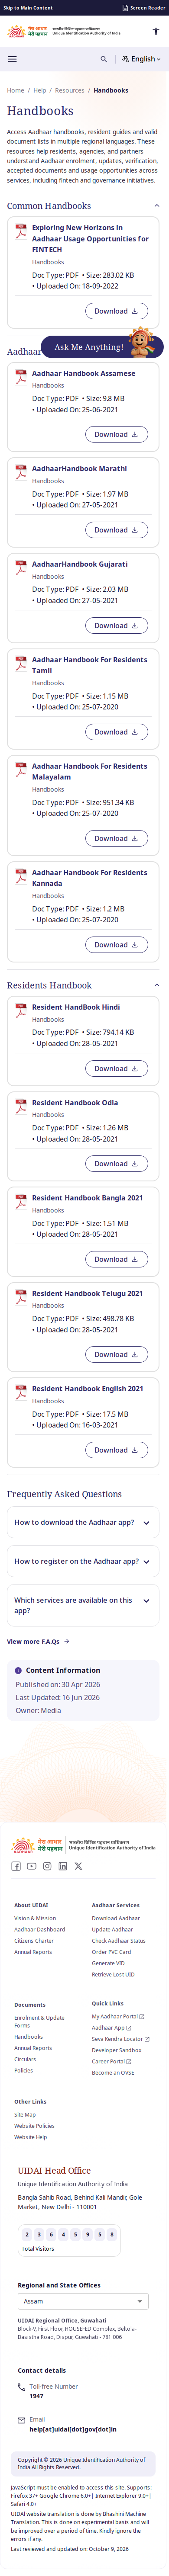 Skip to Main Content
Screen Reader
मेरा आधार
मेरी पहचान
भारतीय विशिष्ट पहचान प्राधिकरण
Unique Identification Authority of India
English
Home / Help / Resources / Handbooks
Handbooks
Access Aadhaar handbooks, resident guides and valid
document lists in multiple regional languages. These
resources help residents, agencies, and partners
understand Aadhaar enrolment, updates, verification,
accepted documents, update limits, services for
agencies, including fintech and governance initiatives.
Common Handbooks
Exploring New Horizons in
Aadhaar Usage Opportunities for
FINTECH
Handbooks
Doc Type: PDF • Size: 283.02 KB
• Uploaded On: 18-09-2022
Download
Ask Me Anything!
Aadhaar
Aadhaar Handbook Assamese
Handbooks
Doc Type: PDF • Size: 9.8 MB
• Uploaded On: 25-06-2021
Download
AadhaarHandbook Marathi
Handbooks
Doc Type: PDF • Size: 1.97 MB
• Uploaded On: 27-05-2021
Download
AadhaarHandbook Gujarati
Handbooks
Doc Type: PDF • Size: 2.03 MB
• Uploaded On: 27-05-2021
Download
Aadhaar Handbook For Residents
Tamil
Handbooks
Doc Type: PDF • Size: 1.15 MB
• Uploaded On: 25-07-2020
Download
Aadhaar Handbook For Residents
Malayalam
Handbooks
Doc Type: PDF • Size: 951.34 KB
• Uploaded On: 25-07-2020
Download
Aadhaar Handbook For Residents
Kannada
Handbooks
Doc Type: PDF • Size: 1.2 MB
• Uploaded On: 25-07-2020
Download
Residents Handbook
Resident HandBook Hindi
Handbooks
Doc Type: PDF • Size: 794.14 KB
• Uploaded On: 28-05-2021
Download
Resident Handbook Odia
Handbooks
Doc Type: PDF • Size: 1.26 MB
• Uploaded On: 28-05-2021
Download
Resident Handbook Bangla 2021
Handbooks
Doc Type: PDF • Size: 1.51 MB
• Uploaded On: 28-05-2021
Download
Resident Handbook Telugu 2021
Handbooks
Doc Type: PDF • Size: 498.78 KB
• Uploaded On: 28-05-2021
Download
Resident Handbook English 2021
Handbooks
Doc Type: PDF • Size: 17.5 MB
• Uploaded On: 16-03-2021
Download
Frequently Asked Questions
How to download the Aadhaar app?
How to register on the Aadhaar app?
Which services are available on this
app?
View more F.A.Qs
Content Information
Published on: 30 Apr 2026
Last Updated: 16 Jun 2026
Owner: Media
मेरा आधार
मेरी पहचान
भारतीय विशिष्ट पहचान प्राधिकरण
Unique Identification Authority of India
About UIDAI
Vision & Mission
Aadhaar Dashboard
Citizens Charter
Annual Reports
Aadhaar Services
Download Aadhaar
Update Aadhaar
Check Aadhaar Status
Order PVC Card
Generate VID
Retrieve Lost UID
Documents
Enrolment & Update
Forms
Handbooks
Annual Reports
Circulars
Policies
Quick Links
My Aadhaar Portal
Aadhaar App
Seva Kendra Locator
Developer Sandbox
Career Portal
Become an OVSE
Other Links
Site Map
Website Policies
Website Help
UIDAI Head Office
Unique Identification Authority of India
Bangla Sahib Road, Behind Kali Mandir, Gole
Market, New Delhi - 110001
2 3 6 4 5 9 5 8
Total Visitors
Regional and State Offices
Assam
UIDAI Regional Office, Guwahati
Block-V, First Floor, HOUSEFED Complex, Beltola-
Basistha Road, Dispur, Guwahati - 781 006
Contact details
Toll-free Number
1947
Email
help[at]uidai[dot]gov[dot]in
Copyright © 2026 Unique Identification Authority of
India All Rights Reserved.
JavaScript must be enabled to access this site. Supports:
Firefox 37+ Google Chrome 6.0+| Internet Explorer 9.0+|
Safari 4.0+
UIDAI website translation is done by Bhashini Machine
Translation. This is done on experimental basis and will
be improved over a period of time. Kindly ignore the
errors if any.
Last reviewed and updated on: October 9, 2026